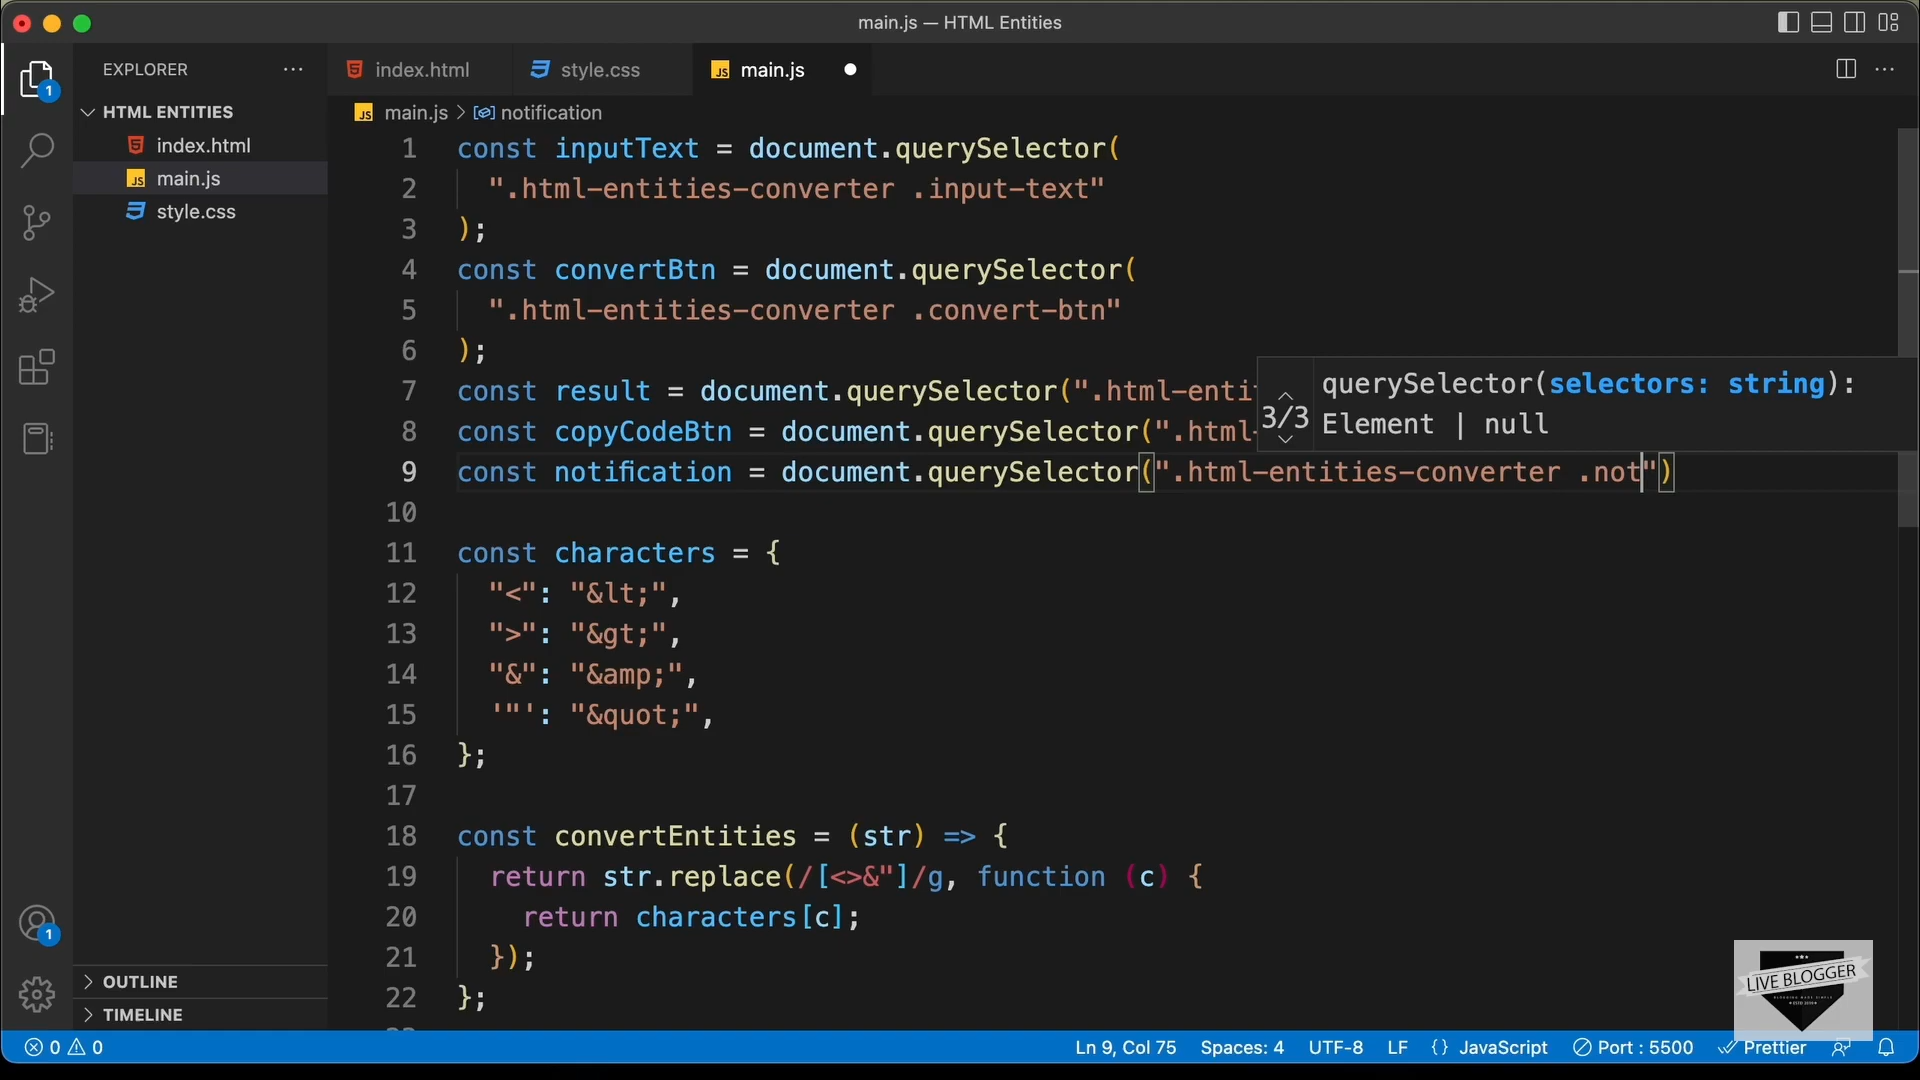 main.js — HTML Entities
EXPLORER
index.html
style.css
main.js
1
HTML ENTITIES
main.js > notification
index.html
main.js
style.css
1 const inputText = document.querySelector(
2 ".html-entities-converter .input-text"
3 );
4 const convertBtn = document.querySelector(
5 ".html-entities-converter .convert-btn"
6 );
7 const result = document.querySelector(".html-enti
8 const copyCodeBtn = document.querySelector(".html-
3/3
querySelector(selectors: string):
Element | null
9 const notification = document.querySelector(".html-entities-converter .not")
10
11 const characters = {
12 "<": "&lt;",
13 ">": "&gt;",
14 "&": "&amp;",
15 '"': "&quot;",
16 };
17
18 const convertEntities = (str) => {
19 return str.replace(/[<>&"]/g, function (c) {
20 return characters[c];
21 });
22 };
1
OUTLINE
TIMELINE
LIVE BLOGGER
0 0
Ln 9, Col 75
Spaces: 4
UTF-8
LF
{} JavaScript
Port : 5500
Prettier